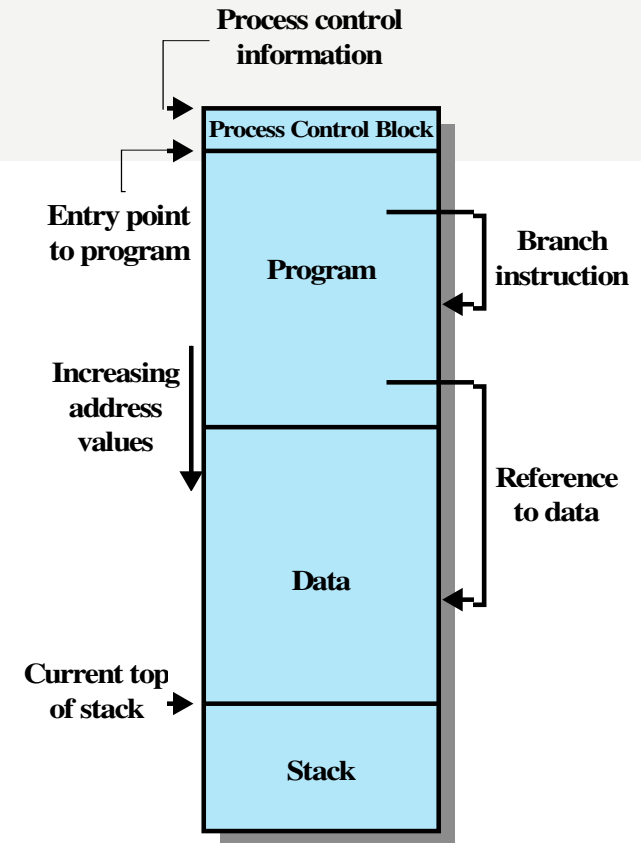 Process control
information
Process Control Block
Entry point
to program
Program
Branch
instruction
Increasing
address
values
Reference
to data
Data
Current top
of stack
Stack